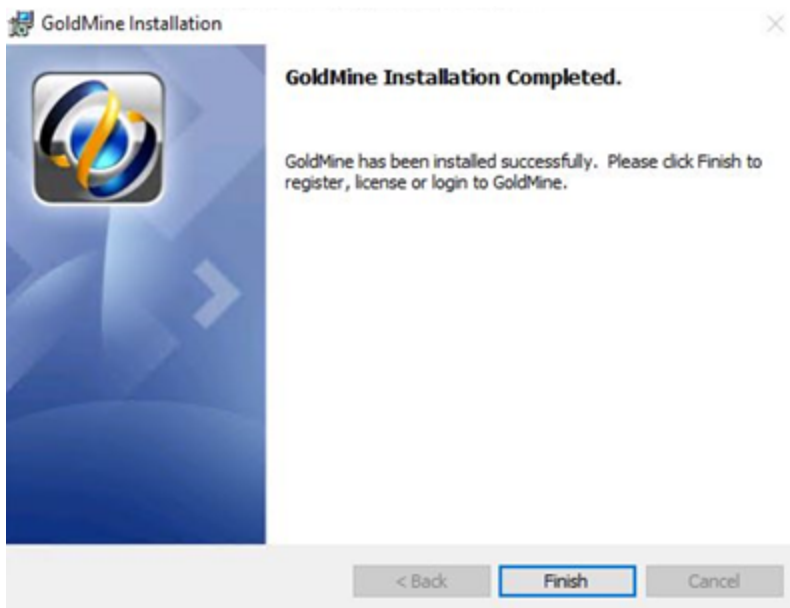 GoldMine Installation
GoldMine Installation Completed.
GoldMine has been installed successfully. Please click Finish to
register, license or login to GoldMine.
< Back
Finish
Cancel